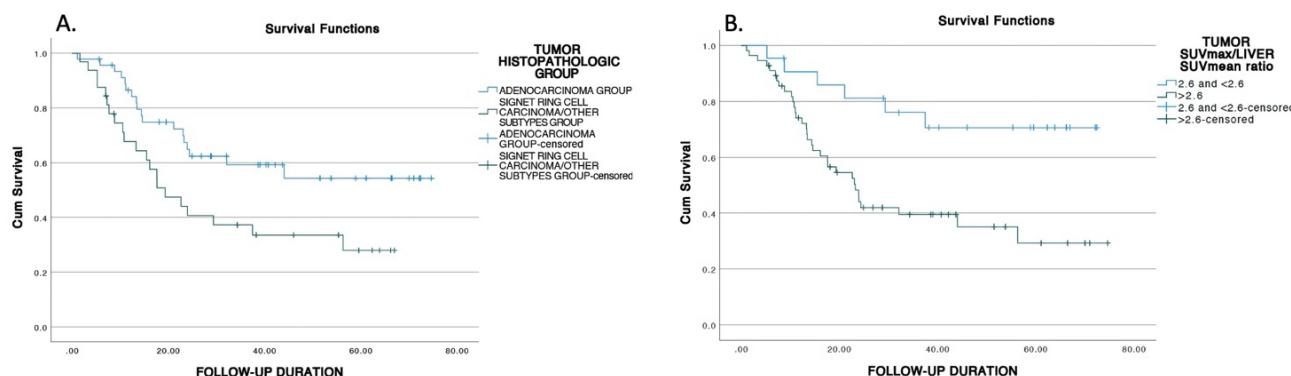 A.
Survival Functions
1.0
0.8
0.6
0.4
0.2
0.0
Cum Survival
.00 20.00 40.00 60.00 80.00
FOLLOW-UP DURATION
TUMOR
HISTOPATHOLOGIC
GROUP
ADENOCARCINOMA GROUP
SIGNET RING CELL
CARCINOMA/OTHER
SUBTYPES GROUP
ADENOCARCINOMA
GROUP-censored
SIGNET RING CELL
CARCINOMA/OTHER
SUBTYPES GROUP-censored
B.
Survival Functions
1.0
0.8
0.6
0.4
0.2
0.0
Cum Survival
.00 20.00 40.00 60.00 80.00
FOLLOW-UP DURATION
TUMOR
SUVmax/LIVER
SUVmean ratio
2.6 and <2.6
>2.6
2.6 and <2.6-censored
>2.6-censored